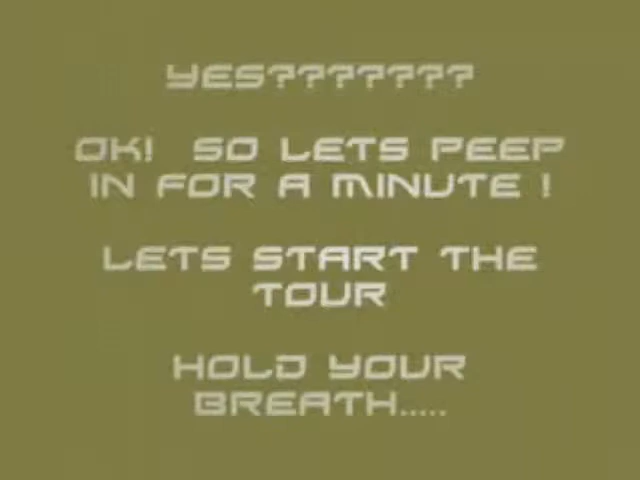 YES???????
OK!  SO LETS PEEP
IN FOR A MINUTE !
LETS START THE
TOUR
HOLD YOUR
BREATH.....